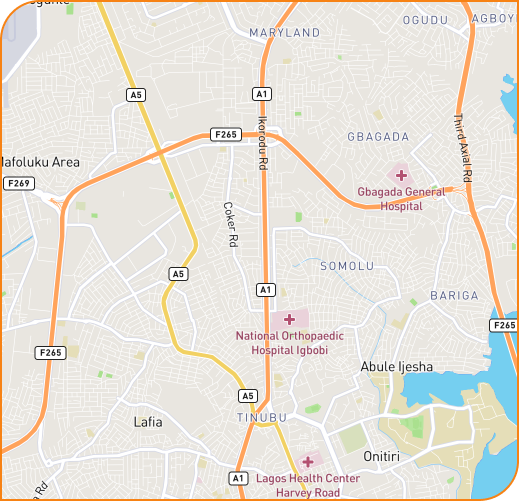 OGUDU
MARYLAND
A5
A1
Ikorodu Rd
F265
GBAGADA
Third Axial Rd
Mafoluku Area
F269
Gbagada General
Hospital
Coker Rd
A5
SOMOLU
A1
BARIGA
F265
National Orthopaedic
Hospital Igbobi
F265
Abule Ijesha
A5
TINUBU
Lafia
Onitiri
A1
Lagos Health Center
Harvey Road
Rd